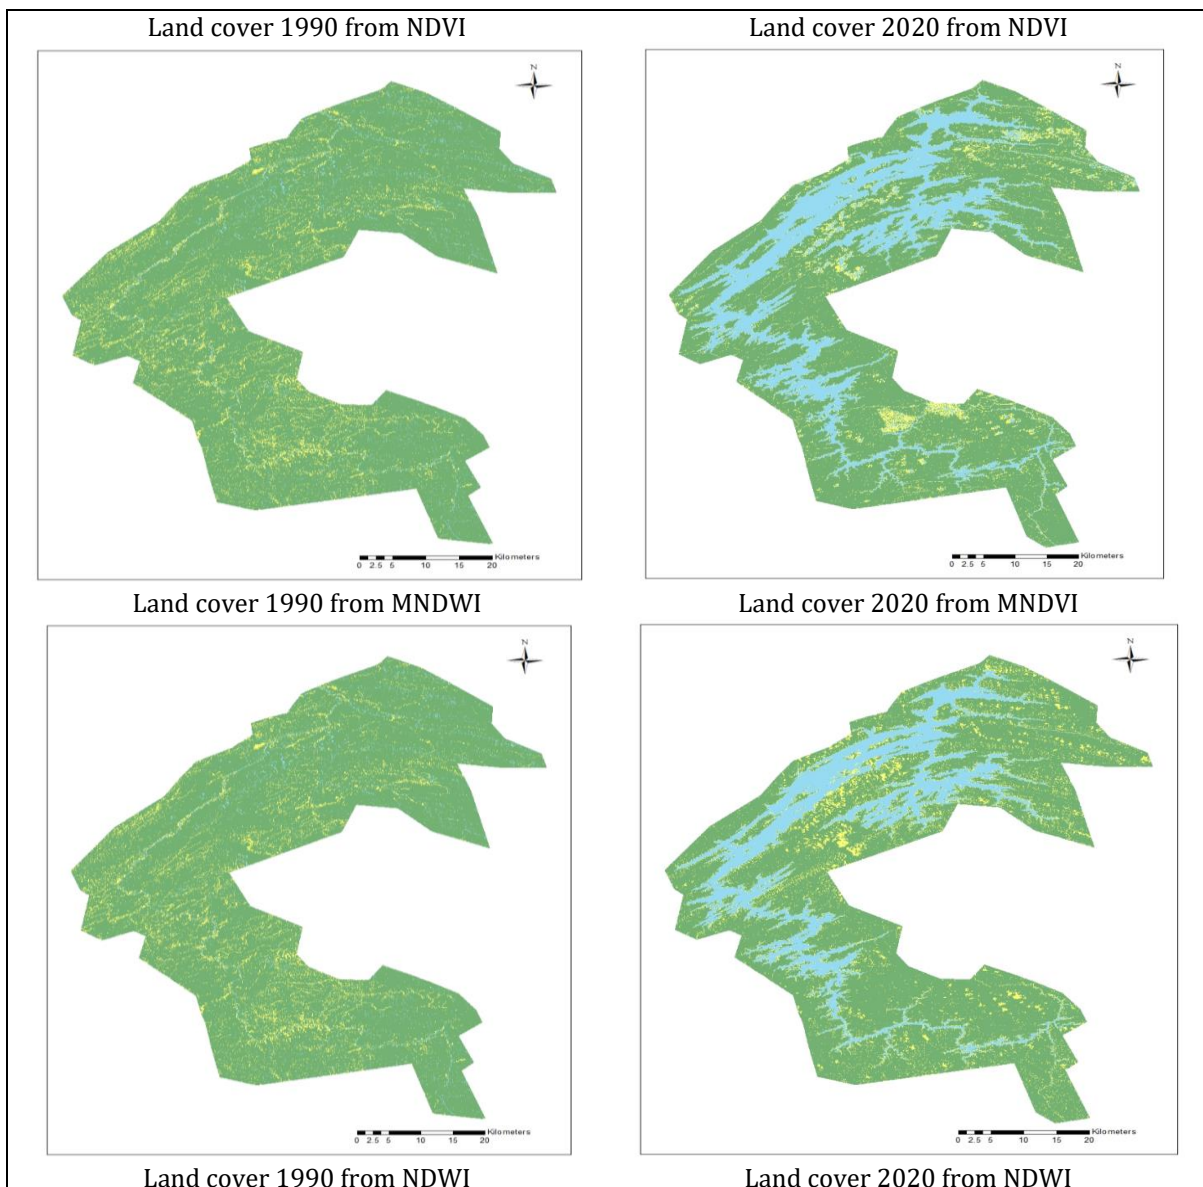 Land cover 1990 from NDVI
Land cover 2020 from NDVI
N
N
Kilometers
0 2.5 5 10 15 20
Kilometers
0 2.5 5 10 15 20
Land cover 1990 from MNDWI
Land cover 2020 from MNDVI
N
N
Kilometers
0 2.5 5 10 15 20
Kilometers
0 2.5 5 10 15 20
Land cover 1990 from NDWI
Land cover 2020 from NDWI